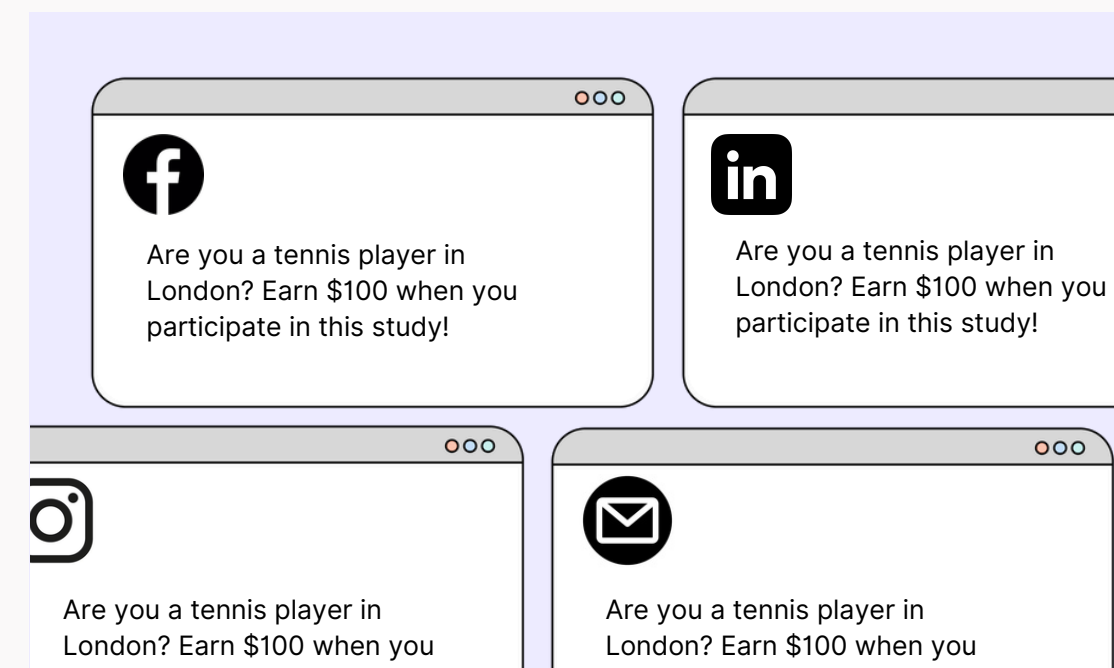 Are you a tennis player in
London? Earn $100 when you
participate in this study!
in
Are you a tennis player in
London? Earn $100 when you
participate in this study!
Are you a tennis player in
London? Earn $100 when you
Are you a tennis player in
London? Earn $100 when you